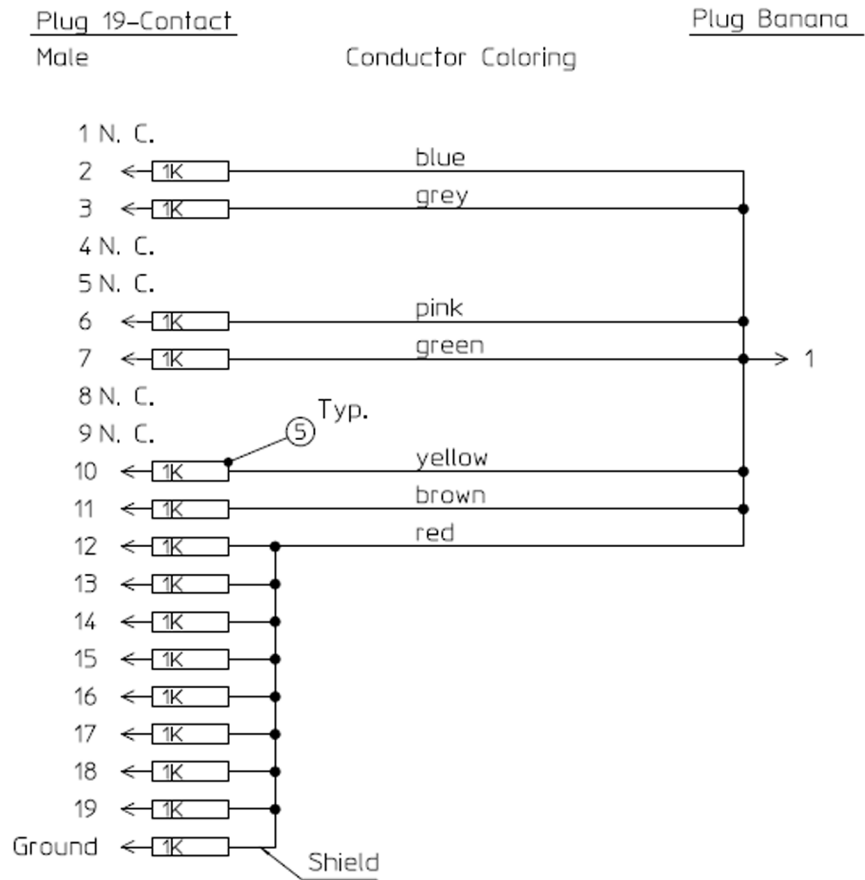 Plug 19-Contact
Plug Banana
Male
Conductor Coloring
1 N. C.
2 1K blue
3 1K grey
4 N. C.
5 N. C.
6 1K pink
7 1K green
1
8 N. C.
Typ.
9 N. C.
5
10 1K yellow
11 1K brown
12 1K red
13 1K
14 1K
15 1K
16 1K
17 1K
18 1K
19 1K
Ground 1K
Shield